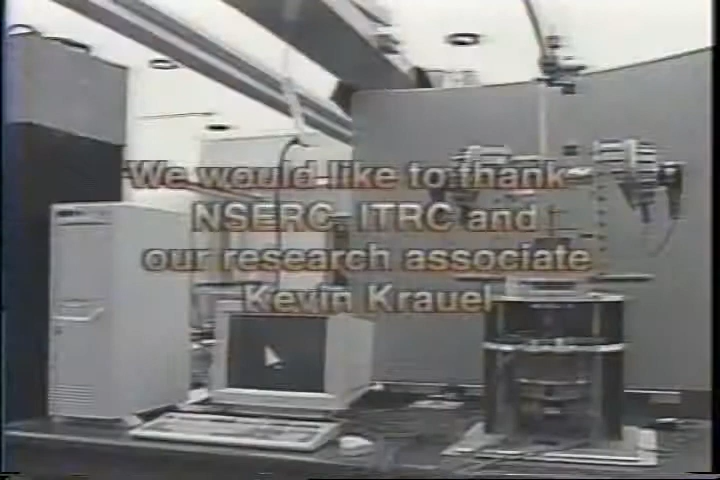 We would like to thank
NSERC, ITRC and
our research associate
Kevin Krauel